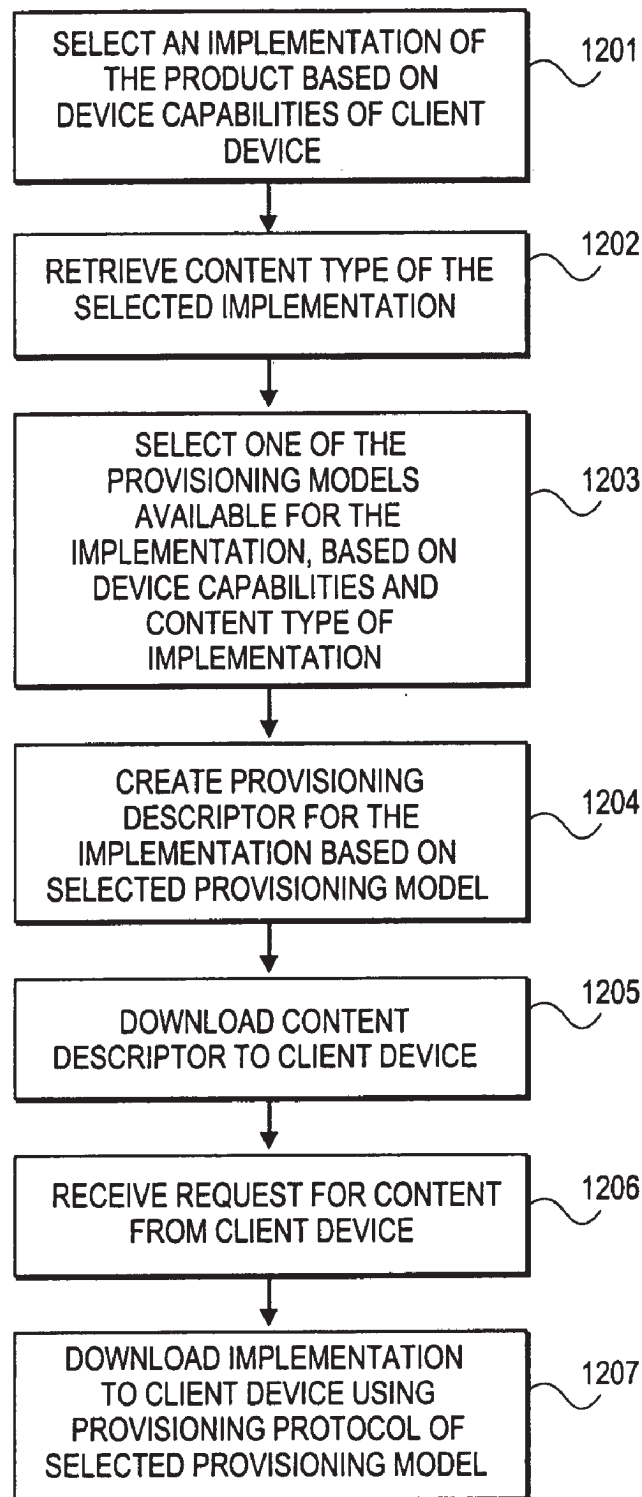 SELECT AN IMPLEMENTATION OF
THE PRODUCT BASED ON
DEVICE CAPABILITIES OF CLIENT
DEVICE
1201
RETRIEVE CONTENT TYPE OF THE
SELECTED IMPLEMENTATION
1202
SELECT ONE OF THE
PROVISIONING MODELS
AVAILABLE FOR THE
IMPLEMENTATION, BASED ON
DEVICE CAPABILITIES AND
CONTENT TYPE OF
IMPLEMENTATION
1203
CREATE PROVISIONING
DESCRIPTOR FOR THE
IMPLEMENTATION BASED ON
SELECTED PROVISIONING MODEL
1204
DOWNLOAD CONTENT
DESCRIPTOR TO CLIENT DEVICE
1205
RECEIVE REQUEST FOR CONTENT
FROM CLIENT DEVICE
1206
DOWNLOAD IMPLEMENTATION
TO CLIENT DEVICE USING
PROVISIONING PROTOCOL OF
SELECTED PROVISIONING MODEL
1207